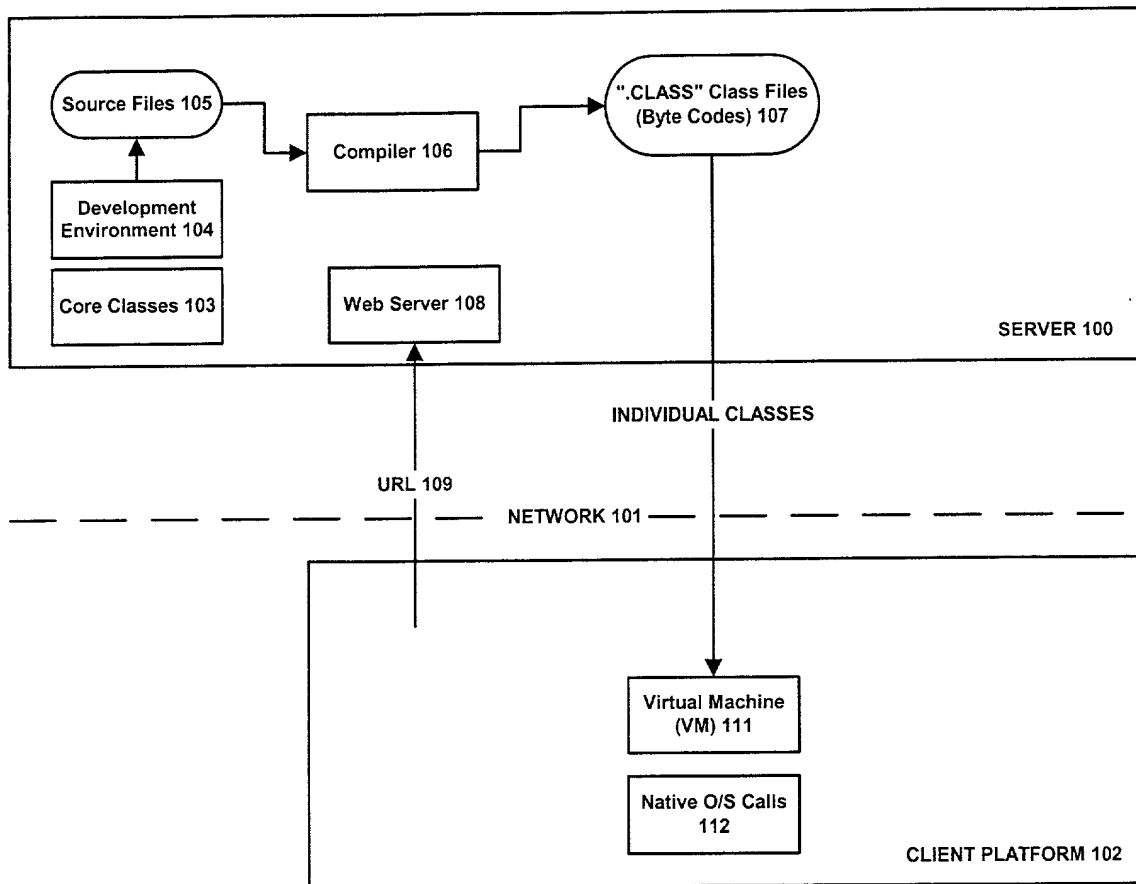 Source Files 105
".CLASS" Class Files
(Byte Codes) 107
Compiler 106
Development
Environment 104
Core Classes 103
Web Server 108
SERVER 100
INDIVIDUAL CLASSES
URL 109
NETWORK 101
Virtual Machine
(VM) 111
Native O/S Calls
112
CLIENT PLATFORM 102